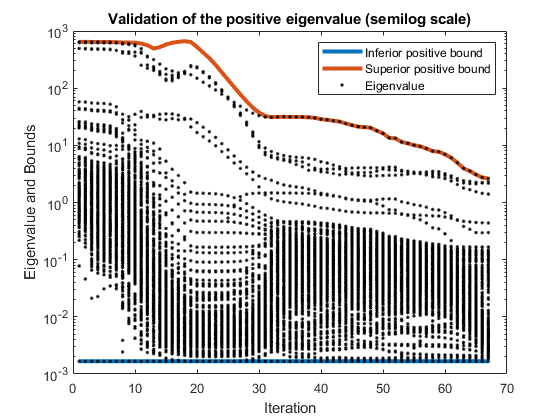 Validation of the positive eigenvalue (semilog scale)
Inferior positive bound
Superior positive bound
Eigenvalue
Eigenvalue and Bounds
10^3
10^2
10^1
10^0
10^-1
10^-2
10^-3
0 10 20 30 40 50 60 70
Iteration